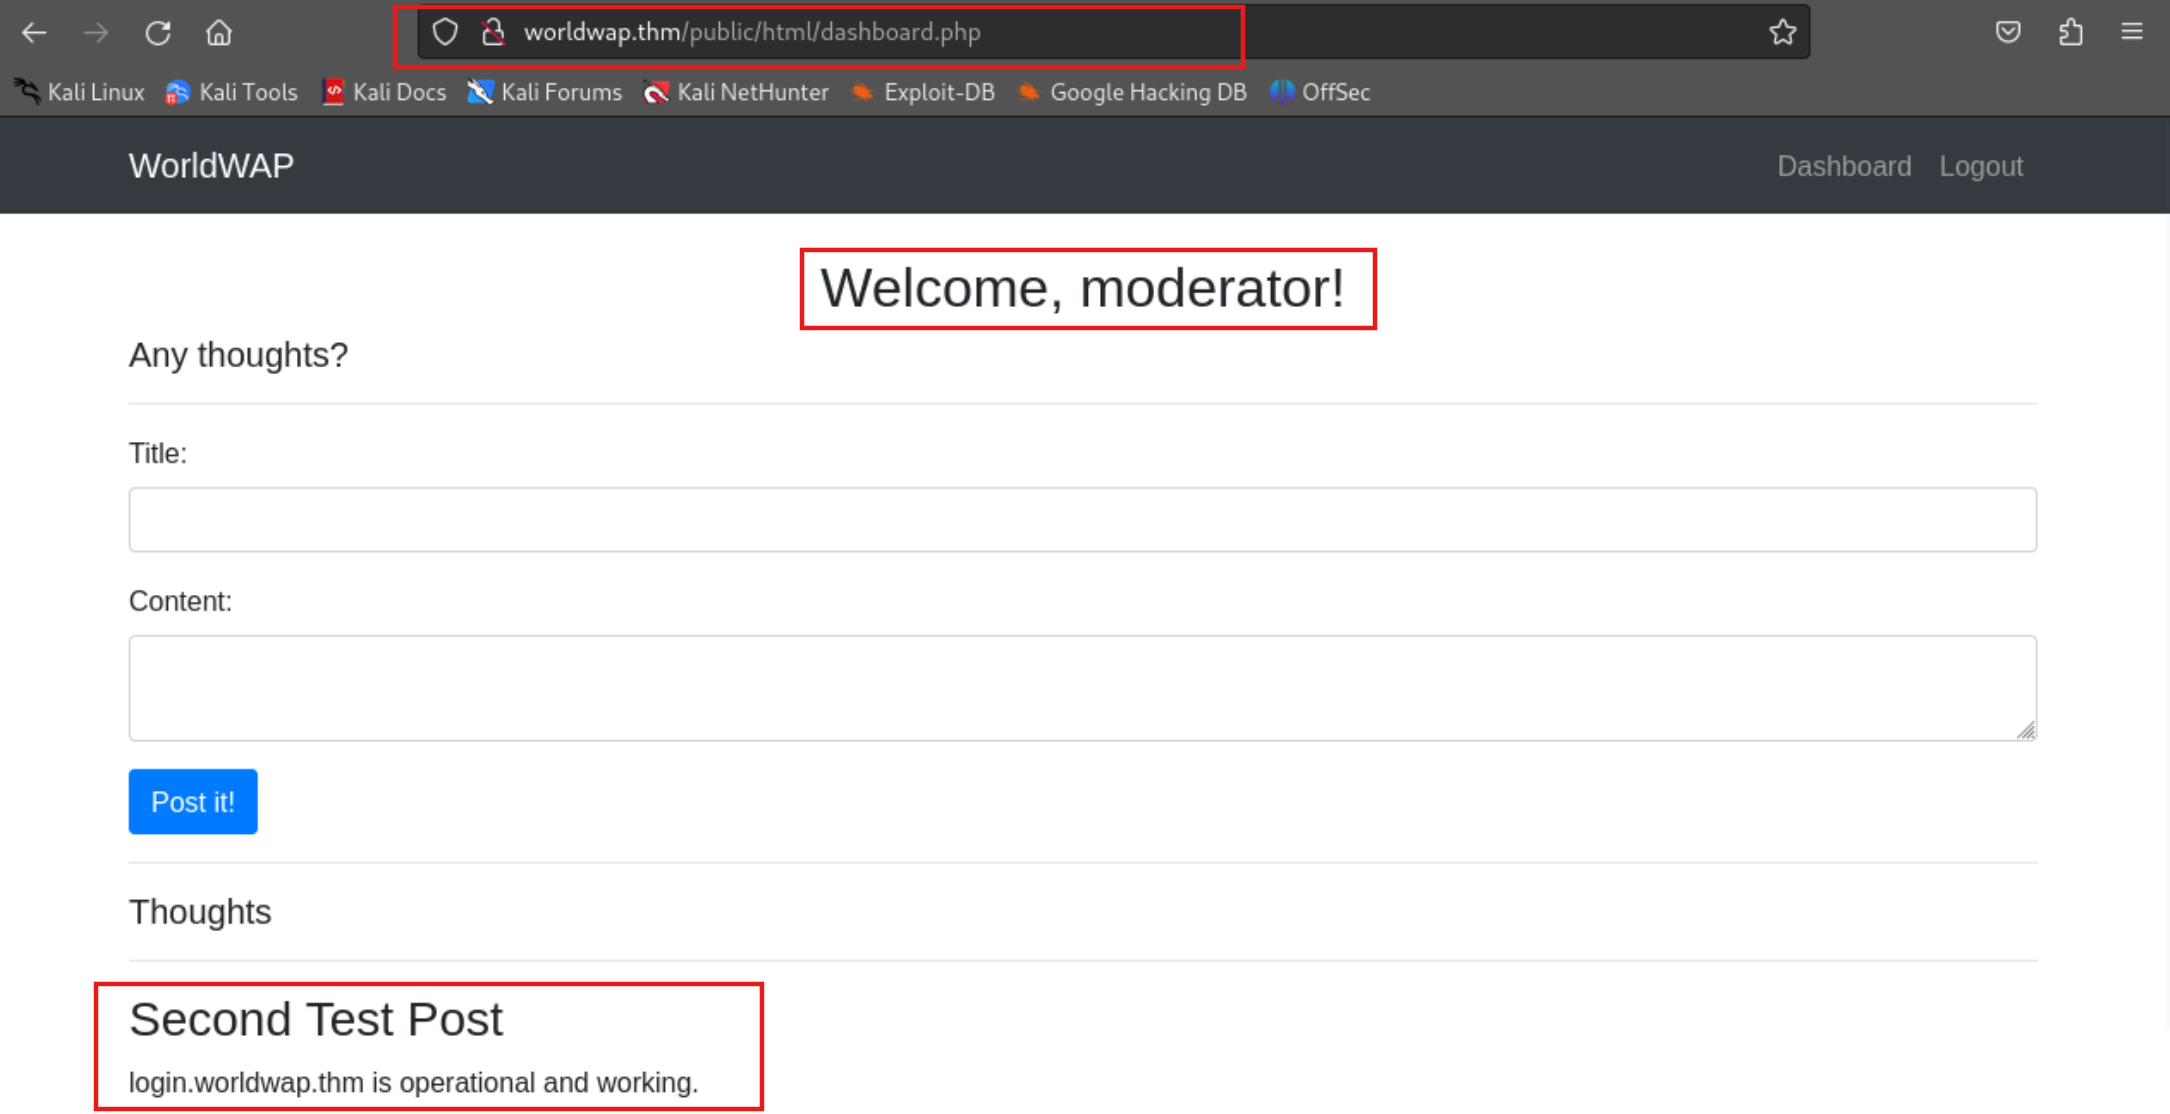 worldwap.thm/public/html/dashboard.php
Kali Linux Kali Tools Kali Docs Kali Forums Kali NetHunter Exploit-DB Google Hacking DB OffSec
WorldWAP Dashboard Logout
Welcome, moderator!
Any thoughts?
Title:
Content:
Post it!
Thoughts
Second Test Post
login.worldwap.thm is operational and working.